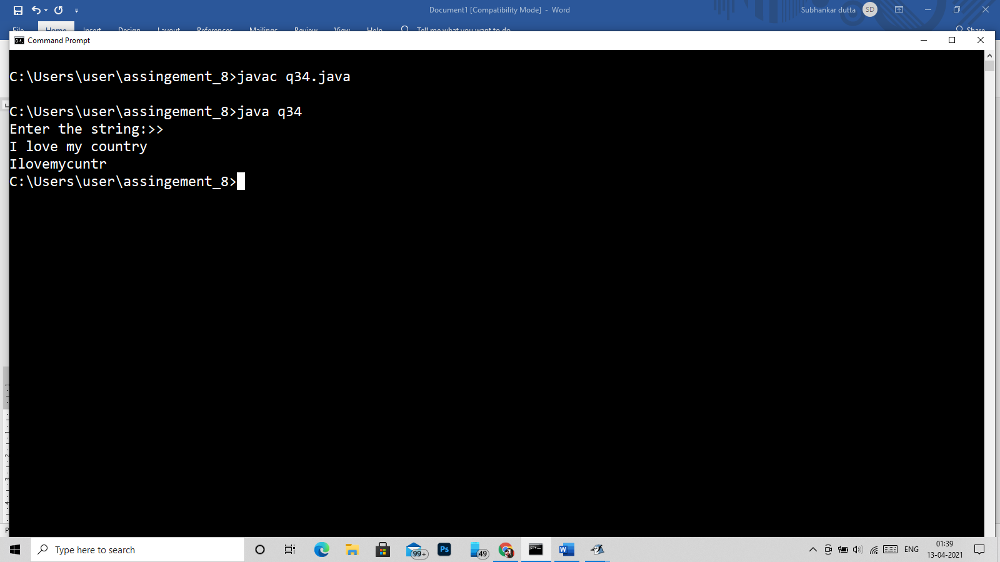 Document1 [Compatibility Mode] - Word
Subhankar dutta
SD
File Home Insert Design Layout References Mailings Review View Help Tell me what you want to do Share
Command Prompt
C:\Users\user\assingement_8>javac q34.java
C:\Users\user\assingement_8>java q34
Enter the string:>>
I love my country
Ilovemycuntr
C:\Users\user\assingement_8>
Type here to search
99+
Ps
49
ENG
01:39
13-04-2021